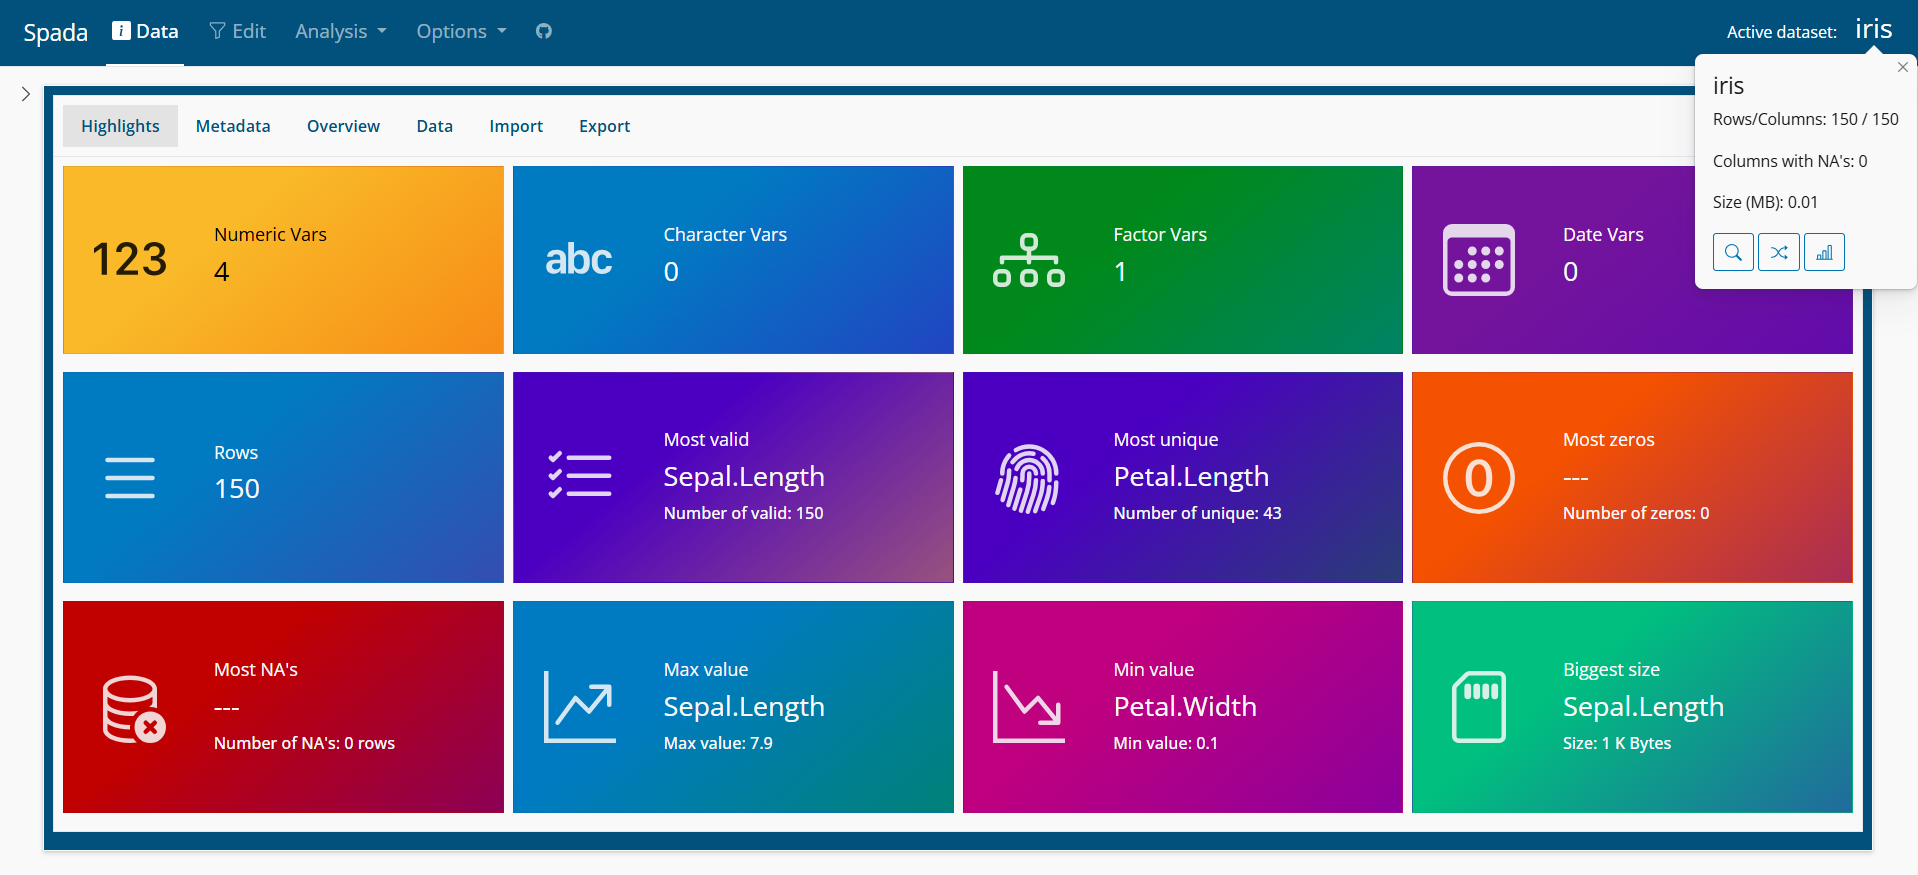 Spada Data Edit Analysis Options Active dataset: iris
iris
Rows/Columns: 150 / 150
Columns with NA's: 0
Size (MB): 0.01
Highlights Metadata Overview Data Import Export
123
Numeric Vars
4
abc
Character Vars
0
Factor Vars
1
Date Vars
0
Rows
150
Most valid
Sepal.Length
Number of valid: 150
Most unique
Petal.Length
Number of unique: 43
0
Most zeros
---
Number of zeros: 0
Most NA's
---
Number of NA's: 0 rows
Max value
Sepal.Length
Max value: 7.9
Min value
Petal.Width
Min value: 0.1
Biggest size
Sepal.Length
Size: 1 K Bytes